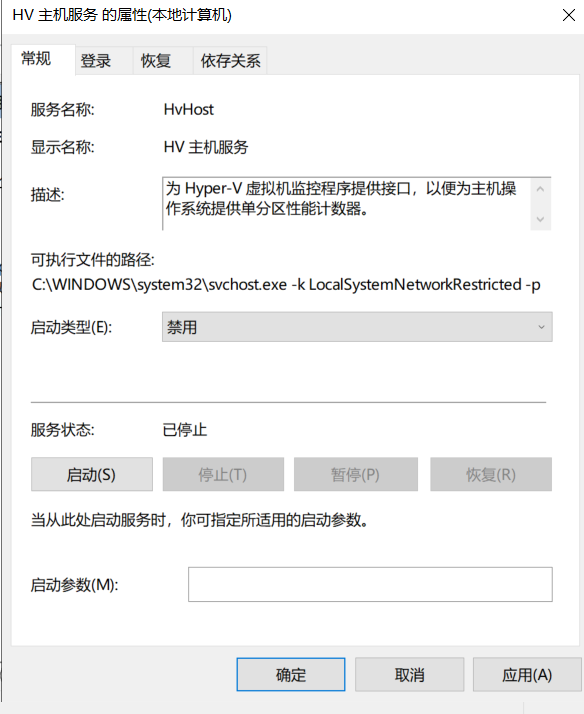 HV 主机服务 的属性(本地计算机)
常规 登录 恢复 依存关系
服务名称: HvHost
显示名称: HV 主机服务
描述: 为 Hyper-V 虚拟机监控程序提供接口，以便为主机操
作系统提供单分区性能计数器。
可执行文件的路径:
C:\WINDOWS\system32\svchost.exe -k LocalSystemNetworkRestricted -p
启动类型(E): 禁用
服务状态: 已停止
启动(S) 停止(T) 暂停(P) 恢复(R)
当从此处启动服务时，你可指定所适用的启动参数。
启动参数(M):
确定 取消 应用(A)